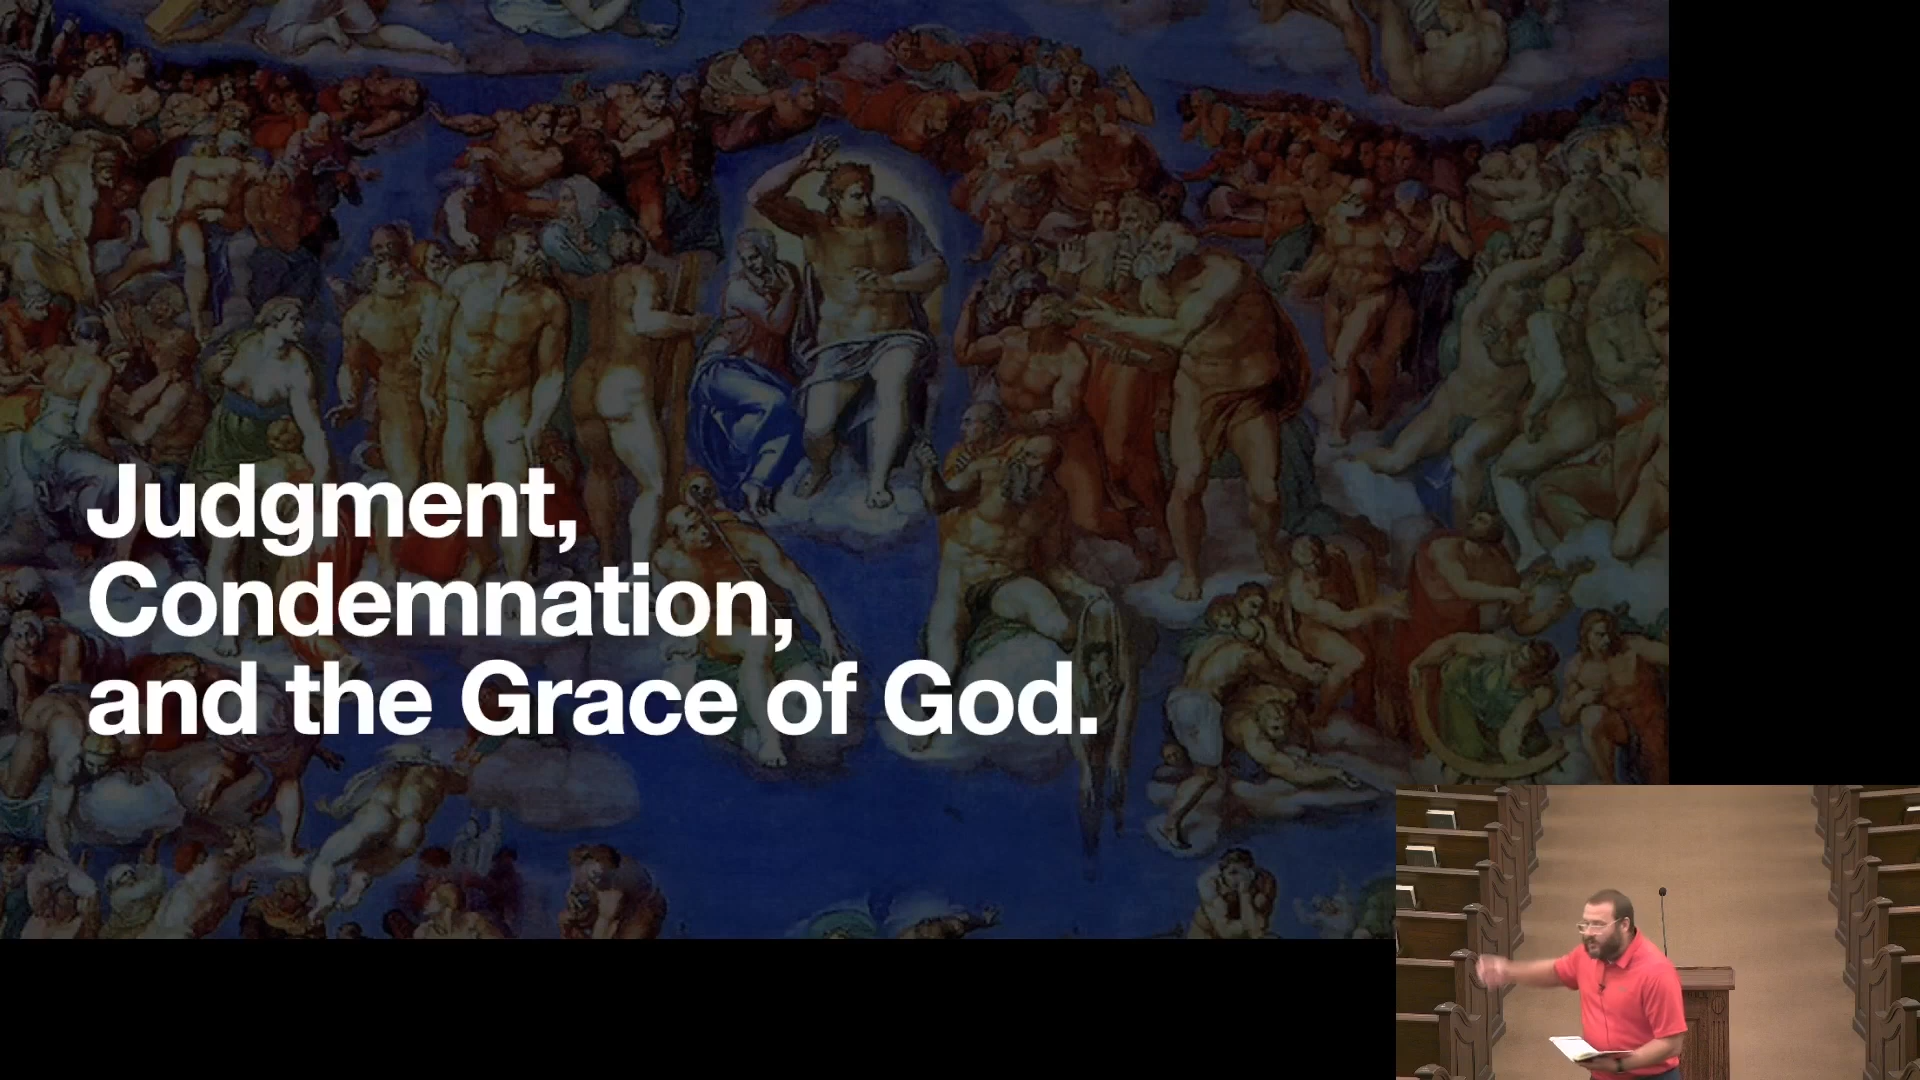 Judgment,
Condemnation,
and the Grace of God.